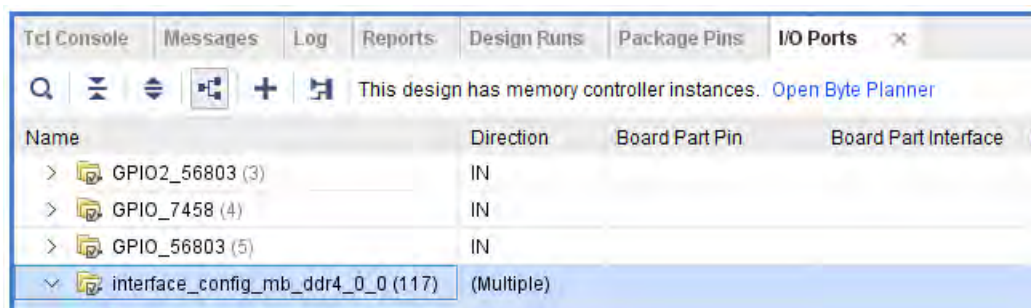 Tcl Console Messages Log Reports Design Runs Package Pins I/O Ports ×
This design has memory controller instances. Open Byte Planner
Name Direction Board Part Pin Board Part Interface
GPIO2_56803 (3) IN
GPIO_7458 (4) IN
GPIO_56803 (5) IN
interface_config_mb_ddr4_0_0 (117) (Multiple)